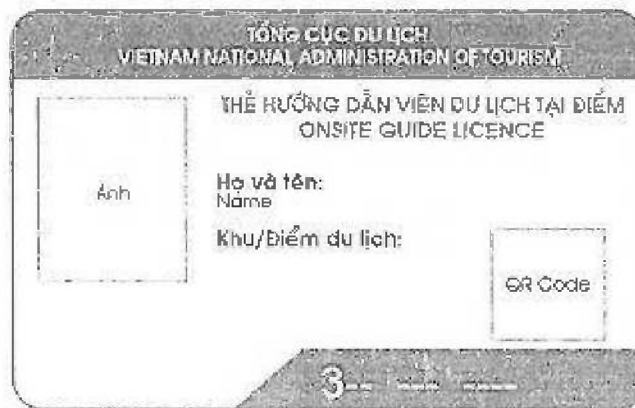 TỔNG CỤC DU LỊCH
VIETNAM NATIONAL ADMINISTRATION OF TOURISM
THẺ HƯỚNG DẪN VIÊN DU LỊCH TẠI ĐIỂM
ONSITE GUIDE LICENCE
Ảnh
Họ và tên:
Name
Khu/Điểm du lịch:
QR Code
3-- --- ----